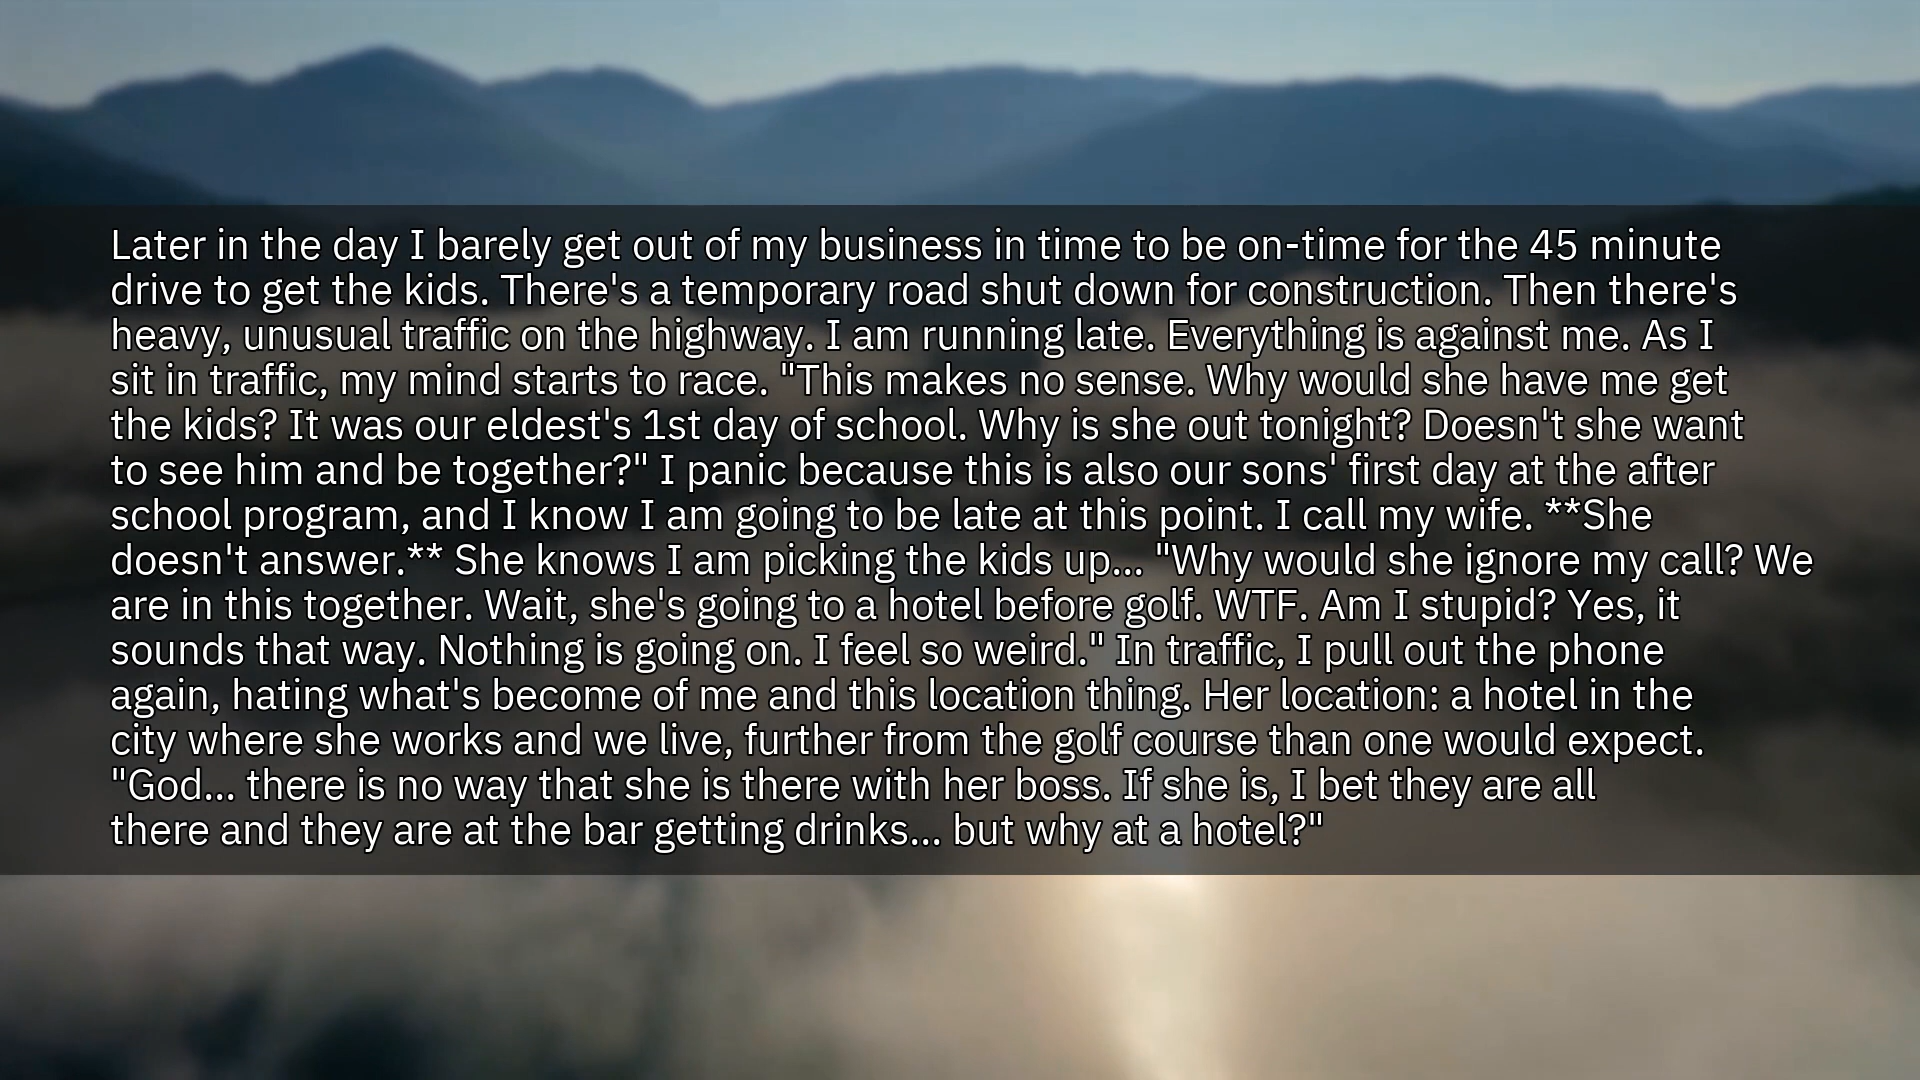 Later in the day I barely get out of my business in time to be on-time for the 45 minute
drive to get the kids. There's a temporary road shut down for construction. Then there's
heavy, unusual traffic on the highway. I am running late. Everything is against me. As I
sit in traffic, my mind starts to race. "This makes no sense. Why would she have me get
the kids? It was our eldest's 1st day of school. Why is she out tonight? Doesn't she want
to see him and be together?" I panic because this is also our sons' first day at the after
school program, and I know I am going to be late at this point. I call my wife. **She
doesn't answer.** She knows I am picking the kids up... "Why would she ignore my call? We
are in this together. Wait, she's going to a hotel before golf. WTF. Am I stupid? Yes, it
sounds that way. Nothing is going on. I feel so weird." In traffic, I pull out the phone
again, hating what's become of me and this location thing. Her location: a hotel in the
city where she works and we live, further from the golf course than one would expect.
"God... there is no way that she is there with her boss. If she is, I bet they are all
there and they are at the bar getting drinks... but why at a hotel?"